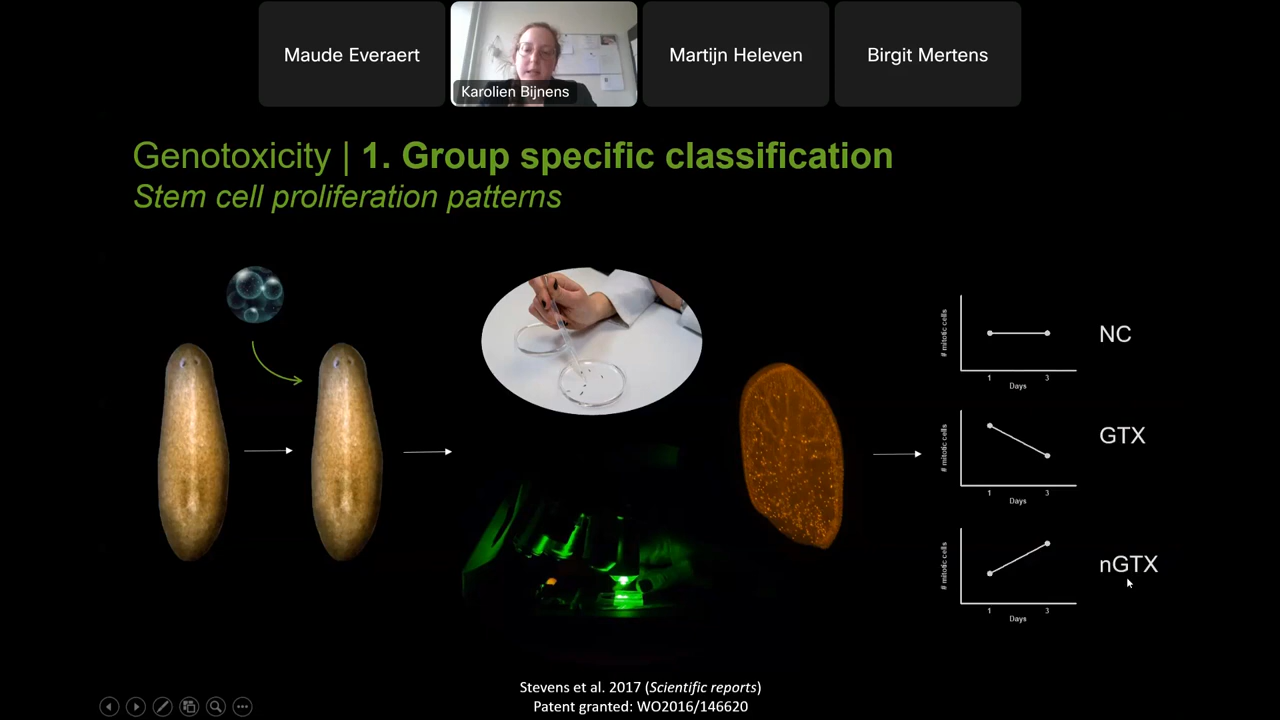 Maude Everaert
Karolien Bijnens
Martijn Heleven
Birgit Mertens
Genotoxicity | 1. Group specific classification
Stem cell proliferation patterns
# mitotic cells
1 3
Days
NC
# mitotic cells
1 3
Days
GTX
# mitotic cells
1 3
Days
nGTX
Stevens et al. 2017 (Scientific reports)
Patent granted: WO2016/146620